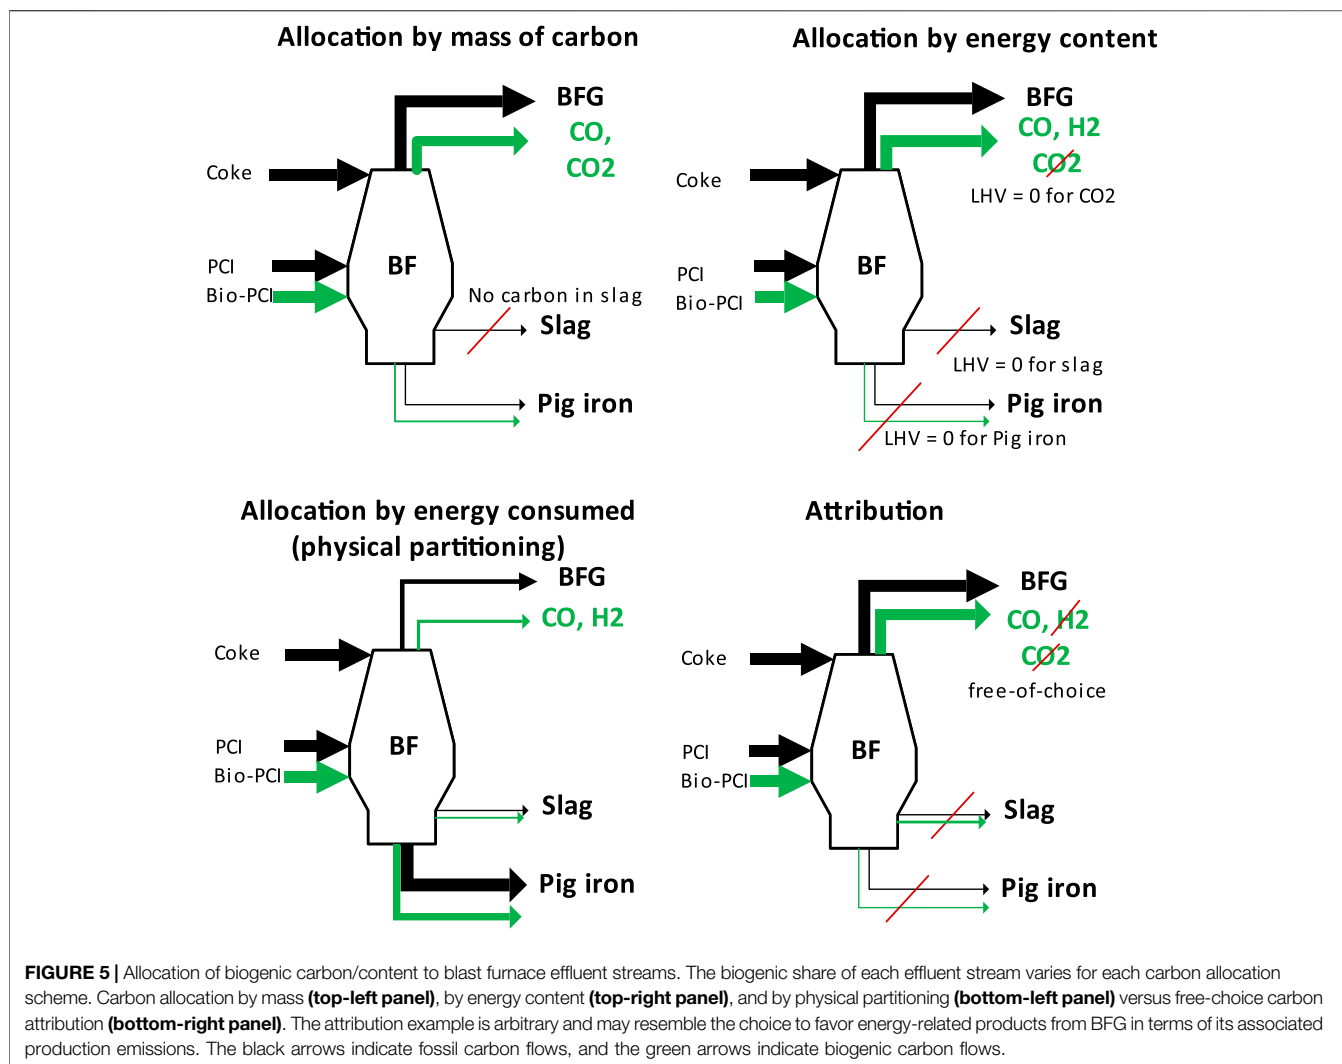 Allocation by mass of carbon
BFG
CO,
CO2
Coke
PCI
Bio-PCI
BF
No carbon in slag
Slag
Pig iron
Allocation by energy content
BFG
CO, H2
CO2
LHV = 0 for CO2
Coke
PCI
Bio-PCI
BF
Slag
LHV = 0 for slag
Pig iron
LHV = 0 for Pig iron
Allocation by energy consumed
(physical partitioning)
BFG
CO, H2
Coke
PCI
Bio-PCI
BF
Slag
Pig iron
Attribution
BFG
CO, H2
CO2
free-of-choice
Coke
PCI
Bio-PCI
BF
Slag
Pig iron
FIGURE 5 | Allocation of biogenic carbon/content to blast furnace effluent streams. The biogenic share of each effluent stream varies for each carbon allocation
scheme. Carbon allocation by mass (top-left panel), by energy content (top-right panel), and by physical partitioning (bottom-left panel) versus free-choice carbon
attribution (bottom-right panel). The attribution example is arbitrary and may resemble the choice to favor energy-related products from BFG in terms of its associated
production emissions. The black arrows indicate fossil carbon flows, and the green arrows indicate biogenic carbon flows.